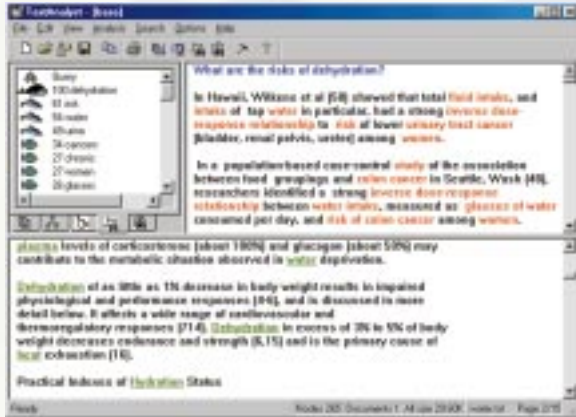 TextAnalyst - [base]
File Edit View Analysis Search Options Help
Query
100 dehydration
61 risk
56 water
49 urine
34 cancers
27 chronic
27 women
26 glasses
What are the risks of dehydration?
In Hawaii, Wilkens et al (50) showed that total fluid intake, and
intake of tap water in particular, had a strong inverse dose-
response relationship to risk of lower urinary tract cancer
(bladder, renal pelvis, ureter) among women.
In a population-based case-control study of the association
between food groupings and colon cancer in Seattle, Wash (48),
researchers identified a strong inverse dose-response
relationship between water intake, measured as glasses of water
consumed per day, and risk of colon cancer among women.
plasma levels of corticosterone (about 100%) and glucagon (about 50%) may
contribute to the metabolic situation observed in water deprivation.
Dehydration of as little as 1% decrease in body weight results in impaired
physiological and performance responses (4-6), and is discussed in more
detail below. It affects a wide range of cardiovascular and
thermoregulatory responses (7-14). Dehydration in excess of 3% to 5% of body
weight decreases endurance and strength (6,15) and is the primary cause of
heat exhaustion (16).
Practical Indexes of Hydration Status
Ready
Nodes 265 Documents 1